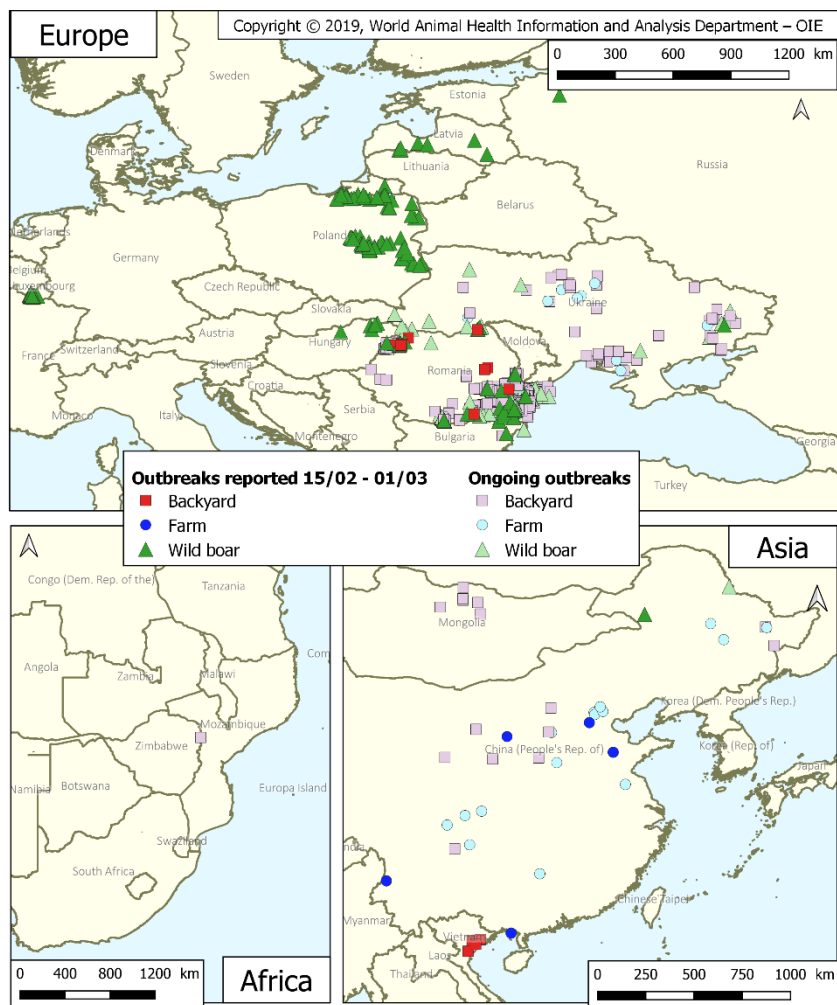 Europe
Copyright © 2019, World Animal Health Information and Analysis Department – OIE
0 300 600 900 1200 km
Sweden
Estonia
Latvia
Denmark
Lithuania
Russia
Belarus
Netherlands
Poland
Germany
Belgium
Luxembourg
Czech Republic
Ukraine
Slovakia
Austria
Moldova
Hungary
France
Switzerland
Slovenia
Romania
Croatia
Serbia
Monaco
Italy
Montenegro
Bulgaria
Georgia
Turkey
Outbreaks reported 15/02 - 01/03
Backyard
Farm
Wild boar
Ongoing outbreaks
Backyard
Farm
Wild boar
Asia
Congo (Dem. Rep. of the)
Tanzania
Com
Angola
Zambia
Malawi
Mozambique
Zimbabwe
Namibia
Botswana
Europa Island
Swaziland
South Africa
0 400 800 1200 km
Africa
Mongolia
Korea (Dem. People's Rep.)
Korea (Rep. of)
China (People's Rep. of)
Japan
India
Chinese Taipei
Myanmar
Vietnam
Laos
Thailand
0 250 500 750 1000 km